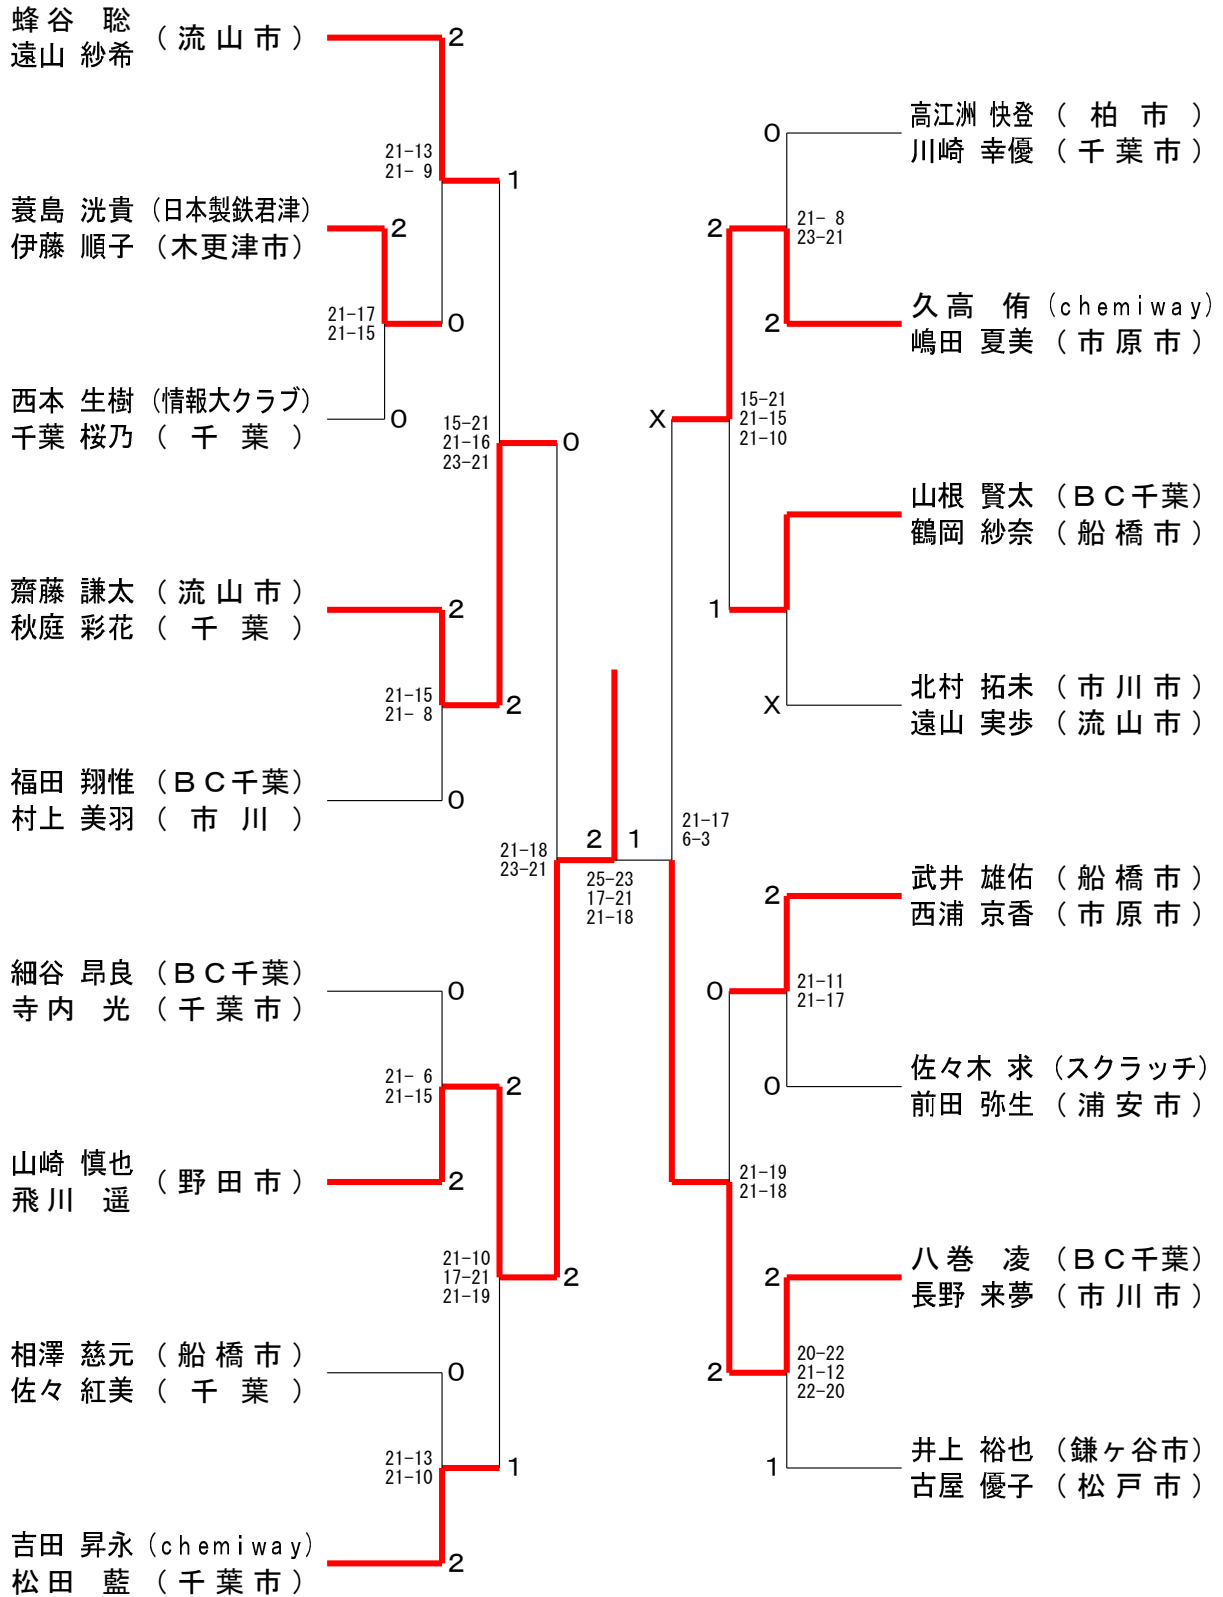 蜂谷 聡 (流山市) 2
遠山 紗希
21-13
21- 9
1
蓑島 洸貴 (日本製鉄君津) 2
伊藤 順子 (木更津市)
21-17
21-15
0
西本 生樹 (情報大クラブ) 0
千葉 桜乃 (千葉)
15-21
21-16
23-21
0
齋藤 謙太 (流山市) 2
秋庭 彩花 (千葉)
21-15
21- 8
2
福田 翔惟 (BC千葉) 0
村上 美羽 (市川)
21-18
23-21
2 1
25-23
17-21
21-18
細谷 昂良 (BC千葉) 0
寺内 光 (千葉市)
21- 6
21-15
2
山崎 慎也 (野田市) 2
飛川 遥
21-10
17-21
21-19
2
相澤 慈元 (船橋市) 0
佐々 紅美 (千葉)
21-13
21-10
1
吉田 昇永 (chemiway) 2
松田 藍 (千葉市)
0 高江洲 快登 (柏市)
川崎 幸優 (千葉市)
2
21- 8
23-21
2 久高 侑 (chemiway)
嶋田 夏美 (市原市)
X
15-21
21-15
21-10
山根 賢太 (BC千葉)
鶴岡 紗奈 (船橋市)
1
X 北村 拓未 (市川市)
遠山 実歩 (流山市)
21-17
6-3
2 武井 雄佑 (船橋市)
西浦 京香 (市原市)
0
21-11
21-17
0 佐々木 求 (スクラッチ)
前田 弥生 (浦安市)
21-19
21-18
2 八巻 凌 (BC千葉)
長野 来夢 (市川市)
2
20-22
21-12
22-20
1 井上 裕也 (鎌ヶ谷市)
古屋 優子 (松戸市)